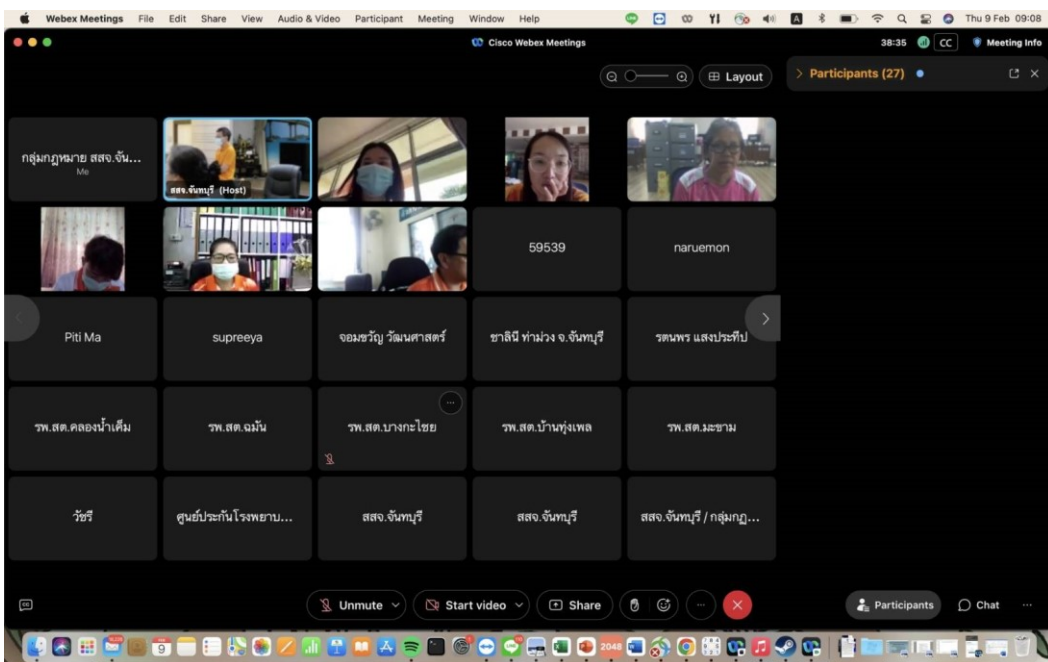 Webex Meetings File Edit Share View Audio & Video Participant Meeting Window Help Thu 9 Feb 09:08
Cisco Webex Meetings
38:35 CC Meeting Info
Layout
Participants (27)
กลุ่มกฎหมาย สสจ.จัน...
Me
สสจ.จันทบุรี (Host)
59539
naruemon
Piti Ma
supreeya
จอมขวัญ วัฒนศาสตร์
ชาลินี ท่าม่วง จ.จันทบุรี
รตนพร แสงประทีป
รพ.สต.คลองน้ำเค็ม
รพ.สต.ฉมัน
รพ.สต.บางกะไชย
รพ.สต.บ้านทุ่งเพล
รพ.สต.มะขาม
วัชรี
ศูนย์ประกันโรงพยาบ...
สสจ.จันทบุรี
สสจ.จันทบุรี
สสจ.จันทบุรี / กลุ่มกฎ...
Unmute Start video Share Participants Chat
9 2048